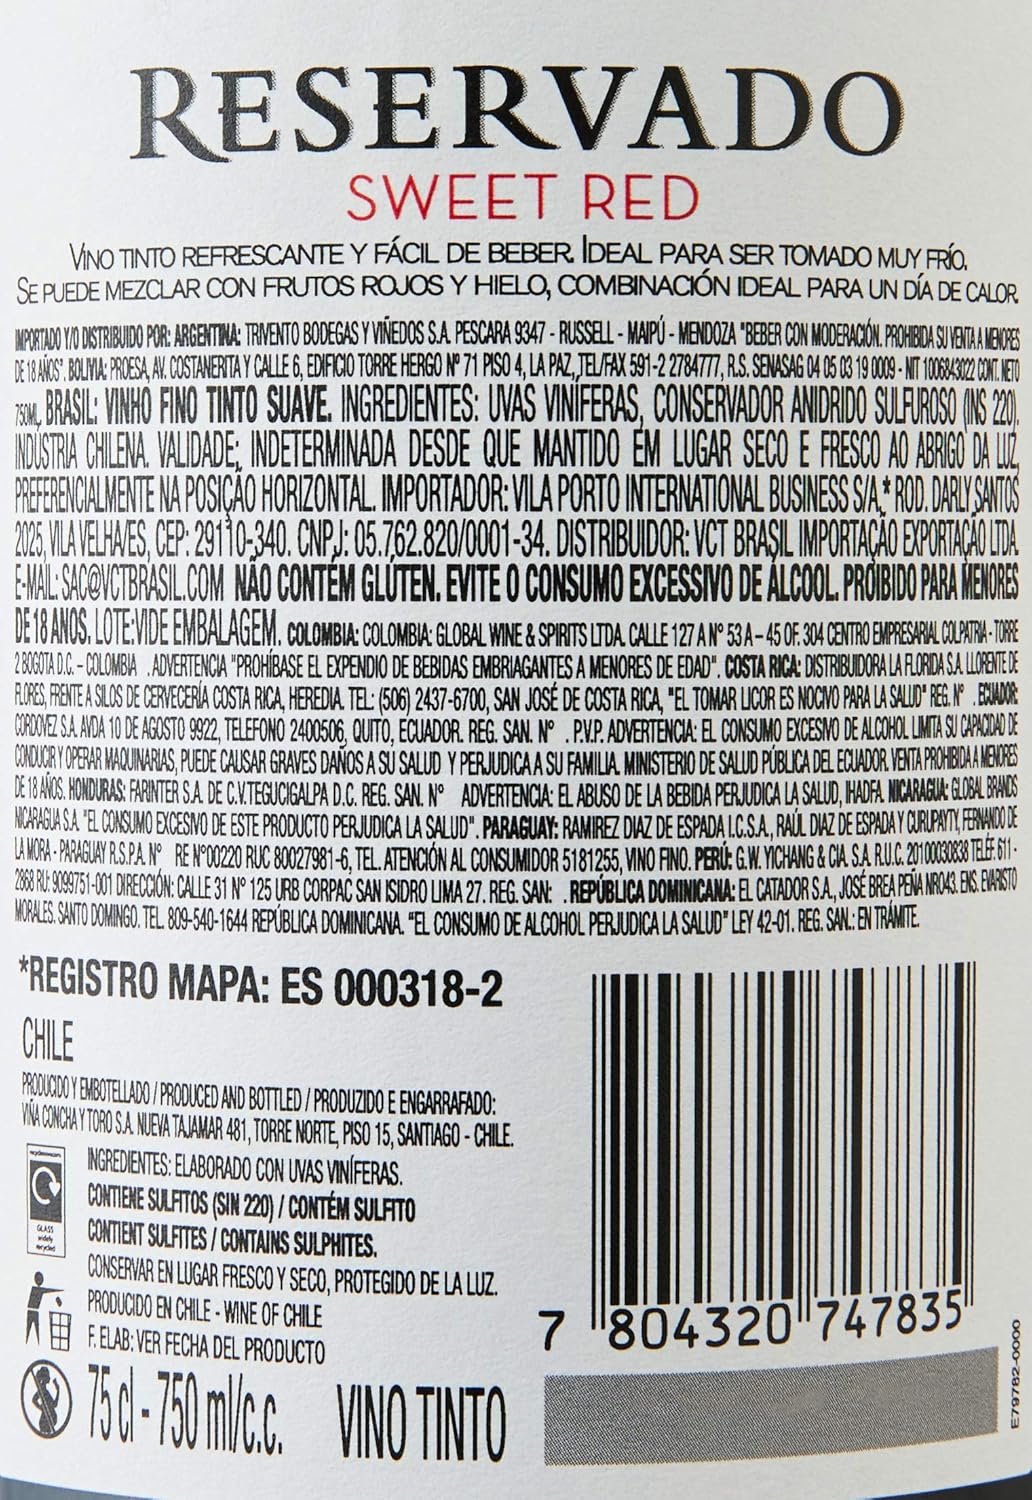 RESERVADO
SWEET RED
VINO TINTO REFRESCANTE Y FÁCIL DE BEBER. IDEAL PARA SER TOMADO MUY FRÍO.
SE PUEDE MEZCLAR CON FRUTOS ROJOS Y HIELO, COMBINACIÓN IDEAL PARA UN DÍA DE CALOR.
IMPORTADO Y/O DISTRIBUIDO POR: ARGENTINA: TRIVENTO BODEGAS Y VIÑEDOS S.A. PESCARA 9347 - RUSSELL - MAIPÚ - MENDOZA "BEBER CON MODERACIÓN. PROHIBIDA SU VENTA A MENORES
DE 18 AÑOS". BOLIVIA: PROESA, AV. COSTANERITA Y CALLE 6, EDIFICIO TORRE HERGO Nº 71 PISO 4, LA PAZ, TEL/FAX 591-2 2784777, R.S. SENASAG 04 05 03 19 0009 - NIT 1006843022 CONT. NETO
750ML. BRASIL: VINHO FINO TINTO SUAVE. INGREDIENTES: UVAS VINÍFERAS, CONSERVADOR ANIDRIDO SULFUROSO (INS 220).
INDÚSTRIA CHILENA. VALIDADE: INDETERMINADA DESDE QUE MANTIDO EM LUGAR SECO E FRESCO AO ABRIGO DA LUZ,
PREFERENCIALMENTE NA POSIÇÃO HORIZONTAL. IMPORTADOR: VILA PORTO INTERNATIONAL BUSINESS S/A,* ROD. DARLY SANTOS
2025, VILA VELHA/ES, CEP: 29110-340. CNPJ: 05.762.820/0001-34. DISTRIBUIDOR: VCT BRASIL IMPORTAÇÃO EXPORTAÇÃO LTDA.
E-MAIL: SAC@VCTBRASIL.COM NÃO CONTÉM GLÚTEN. EVITE O CONSUMO EXCESSIVO DE ÁLCOOL. PROIBIDO PARA MENORES
DE 18 ANOS. LOTE:VIDE EMBALAGEM. COLOMBIA: COLOMBIA: GLOBAL WINE & SPIRITS LTDA. CALLE 127 A Nº 53 A – 45 OF. 304 CENTRO EMPRESARIAL COLPATRIA - TORRE
2 BOGOTA D.C. – COLOMBIA . ADVERTENCIA "PROHÍBASE EL EXPENDIO DE BEBIDAS EMBRIAGANTES A MENORES DE EDAD". COSTA RICA: DISTRIBUIDORA LA FLORIDA S.A. LLORENTE DE
FLORES, FRENTE A SILOS DE CERVECERÍA COSTA RICA, HEREDIA. TEL: (506) 2437-6700, SAN JOSÉ DE COSTA RICA, "EL TOMAR LICOR ES NOCIVO PARA LA SALUD" REG. Nº . ECUADOR:
CORDOVEZ S.A. AVDA 10 DE AGOSTO 9922, TELEFONO 2400506, QUITO, ECUADOR. REG. SAN. Nº . P.V.P. ADVERTENCIA: EL CONSUMO EXCESIVO DE ALCOHOL LIMITA SU CAPACIDAD DE
CONDUCIR Y OPERAR MAQUINARIAS, PUEDE CAUSAR GRAVES DAÑOS A SU SALUD Y PERJUDICA A SU FAMILIA. MINISTERIO DE SALUD PÚBLICA DEL ECUADOR. VENTA PROHIBIDA A MENORES
DE 18 AÑOS. HONDURAS: FARINTER S.A. DE C.V.TEGUCIGALPA D.C. REG. SAN. Nº ADVERTENCIA: EL ABUSO DE LA BEBIDA PERJUDICA LA SALUD, IHADFA. NICARAGUA: GLOBAL BRANDS
NICARAGUA S.A. "EL CONSUMO EXCESIVO DE ESTE PRODUCTO PERJUDICA LA SALUD". PARAGUAY: RAMIREZ DIAZ DE ESPADA I.C.S.A., RAÚL DIAZ DE ESPADA Y CURUPAYTY, FERNANDO DE
LA MORA - PARAGUAY R.S.P.A. Nº RE Nº00220 RUC 80027981-6, TEL. ATENCIÓN AL CONSUMIDOR 5181255, VINO FINO. PERÚ: G.W. YICHANG & CIA. S.A. R.U.C. 20100030838 TELÉF. 611 -
2868 RU: 9099751-001 DIRECCIÓN: CALLE 31 Nº 125 URB CORPAC SAN ISIDRO LIMA 27. REG. SAN: . REPÚBLICA DOMINICANA: EL CATADOR S.A., JOSÉ BREA PEÑA NRO43. ENS. EVARISTO
MORALES. SANTO DOMINGO. TEL. 809-540-1644 REPÚBLICA DOMINICANA. "EL CONSUMO DE ALCOHOL PERJUDICA LA SALUD" LEY 42-01. REG. SAN.: EN TRÁMITE.
*REGISTRO MAPA: ES 000318-2
CHILE
PRODUCIDO Y EMBOTELLADO / PRODUCED AND BOTTLED / PRODUZIDO E ENGARRAFADO:
VIÑA CONCHA Y TORO S.A. NUEVA TAJAMAR 481, TORRE NORTE, PISO 15, SANTIAGO - CHILE.
INGREDIENTES: ELABORADO CON UVAS VINÍFERAS.
CONTIENE SULFITOS (SIN 220) / CONTÉM SULFITO
CONTIENT SULFITES / CONTAINS SULPHITES.
GLASS
widely
recycled
CONSERVAR EN LUGAR FRESCO Y SECO, PROTEGIDO DE LA LUZ.
PRODUCIDO EN CHILE - WINE OF CHILE
F. ELAB: VER FECHA DEL PRODUCTO
75 cl - 750 ml/c.c. VINO TINTO
7 804320 747835
E79782-0000